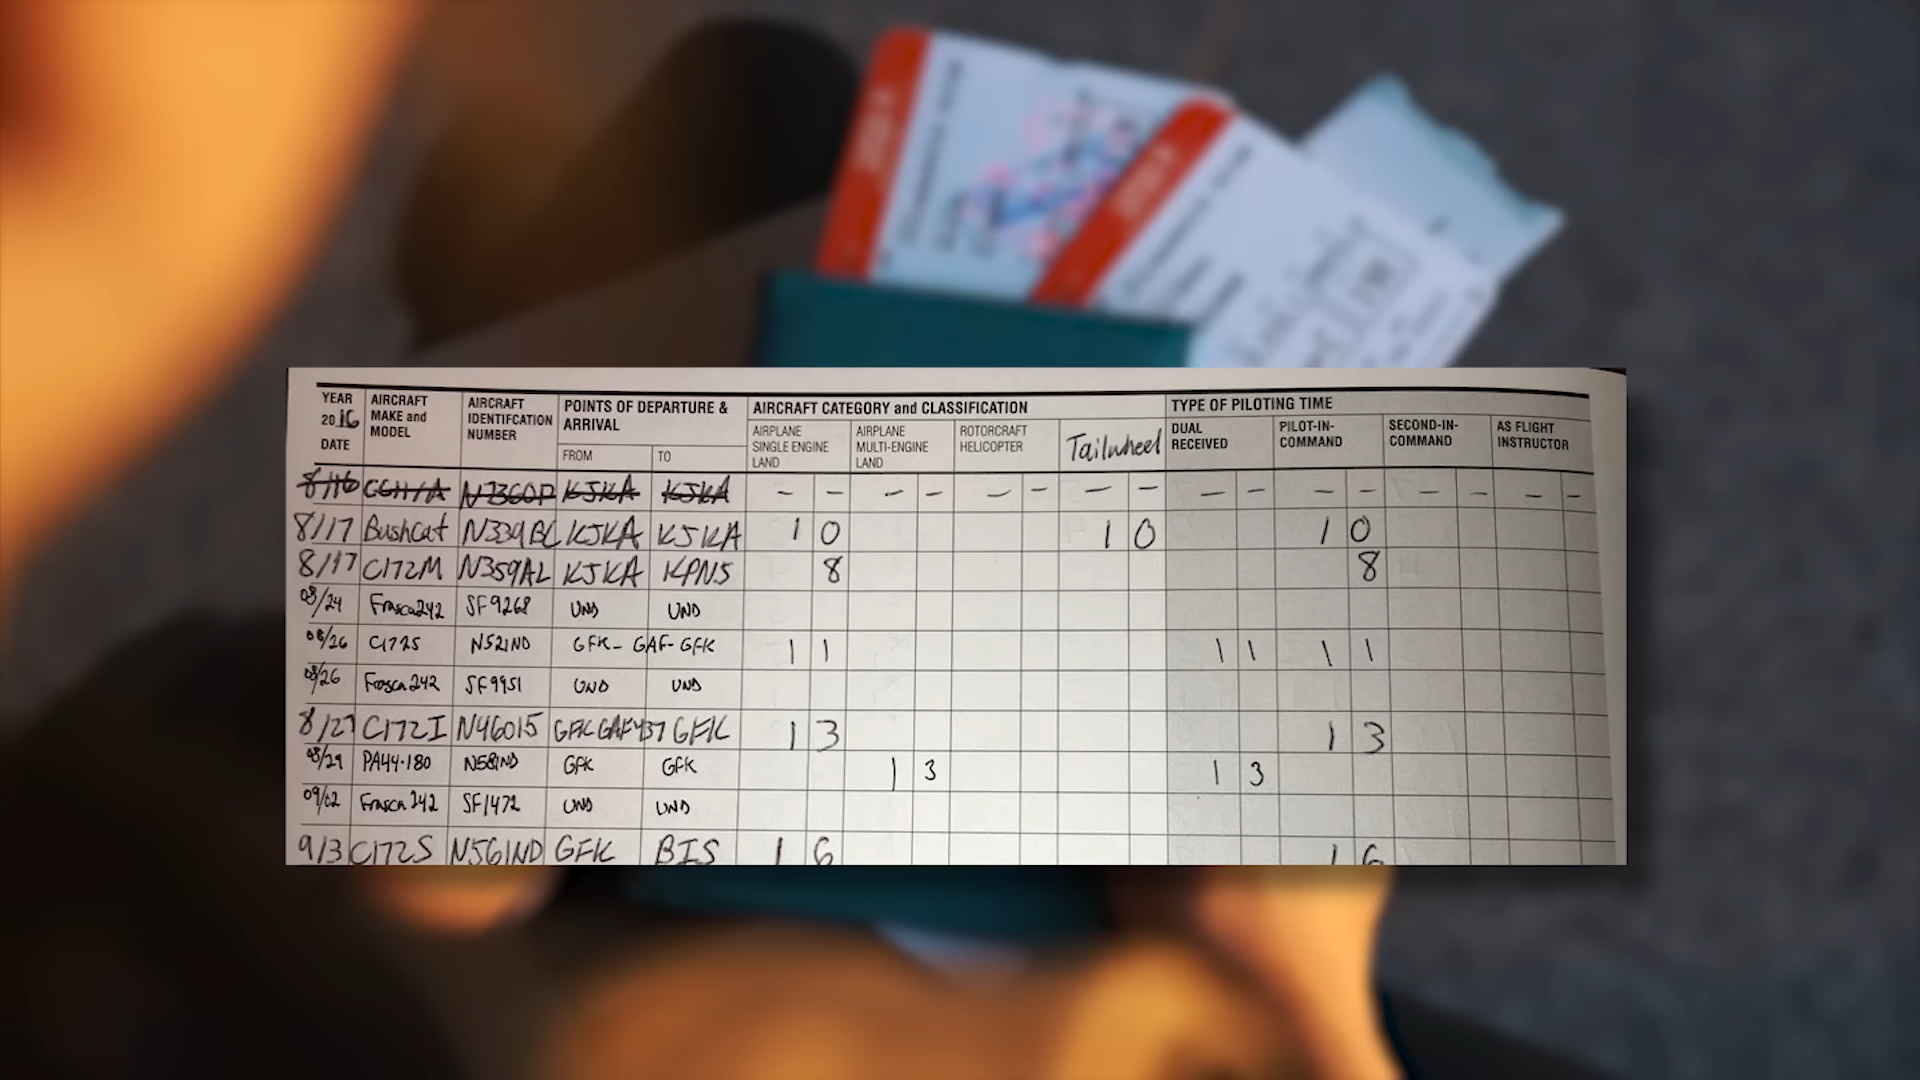 YEAR 2016 DATE AIRCRAFT MAKE and MODEL AIRCRAFT IDENTIFCATION NUMBER POINTS OF DEPARTURE & ARRIVAL AIRCRAFT CATEGORY and CLASSIFICATION TYPE OF PILOTING TIME
FROM TO AIRPLANE SINGLE ENGINE LAND AIRPLANE MULTI-ENGINE LAND ROTORCRAFT HELICOPTER Tailwheel DUAL RECEIVED PILOT-IN-COMMAND SECOND-IN-COMMAND AS FLIGHT INSTRUCTOR
8/16 KJKA KJKA – – – – – – – – – – – – – – – –
8/17 Bushcat N339BC KJKA KJKA 1 0 1 0 1 0
8/17 C172M N359AL KJKA KPNS 8 8
08/24 Frasca242 SF9268 UND UND
08/26 C172S N521ND GFK- GAF- GFK 1 1 1 1 1 1
08/26 Frasca242 SF9951 UND UND
8/27 C172I N46015 GFK GAF Y37 GFK 1 3 1 3
08/29 PA44-180 N581ND GFK GFK 1 3 1 3
09/02 Frasca 242 SF1472 UND UND
9/3 C172S N561ND GFK BIS 1 6 1 6